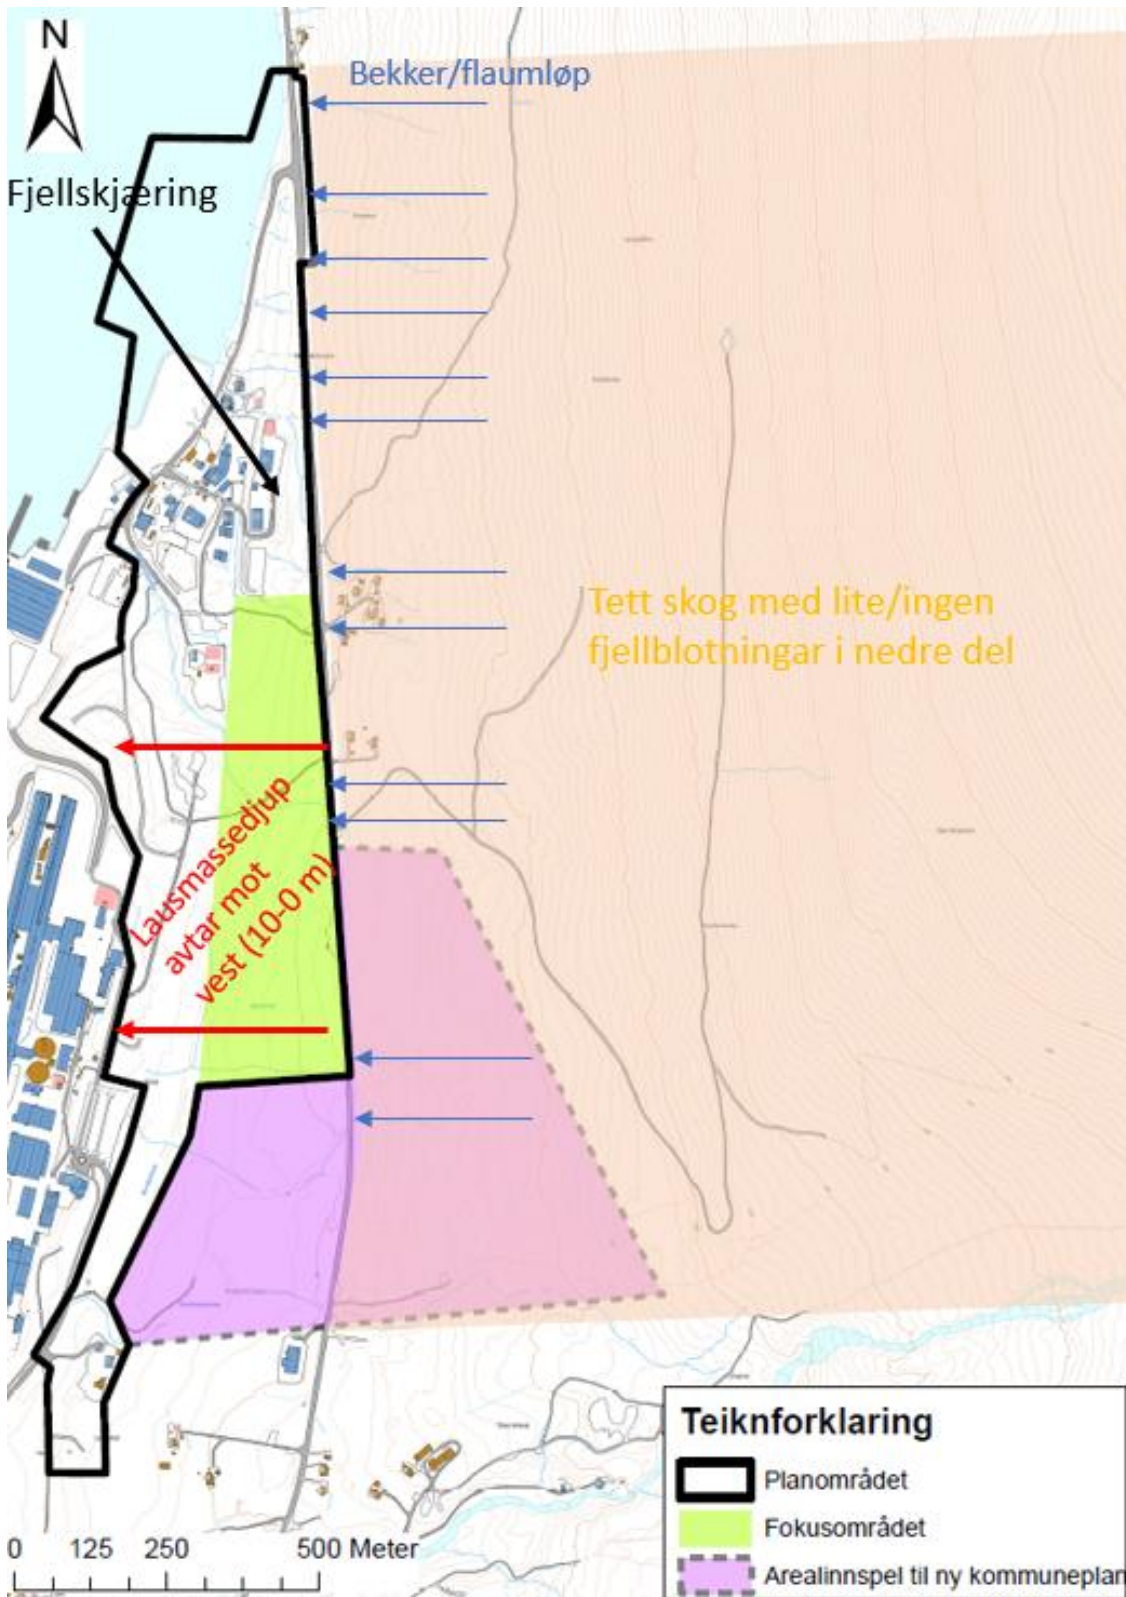 N
Bekker/flaumløp
Fjellskjæring
Tett skog med lite/ingen
fjellblotningar i nedre del
Lausmassedjup
avtar mot
vest (10-0 m)
Teiknforklaring
Planområdet
Fokusområdet
Arealinnspel til ny kommuneplan
0 125 250 500 Meter